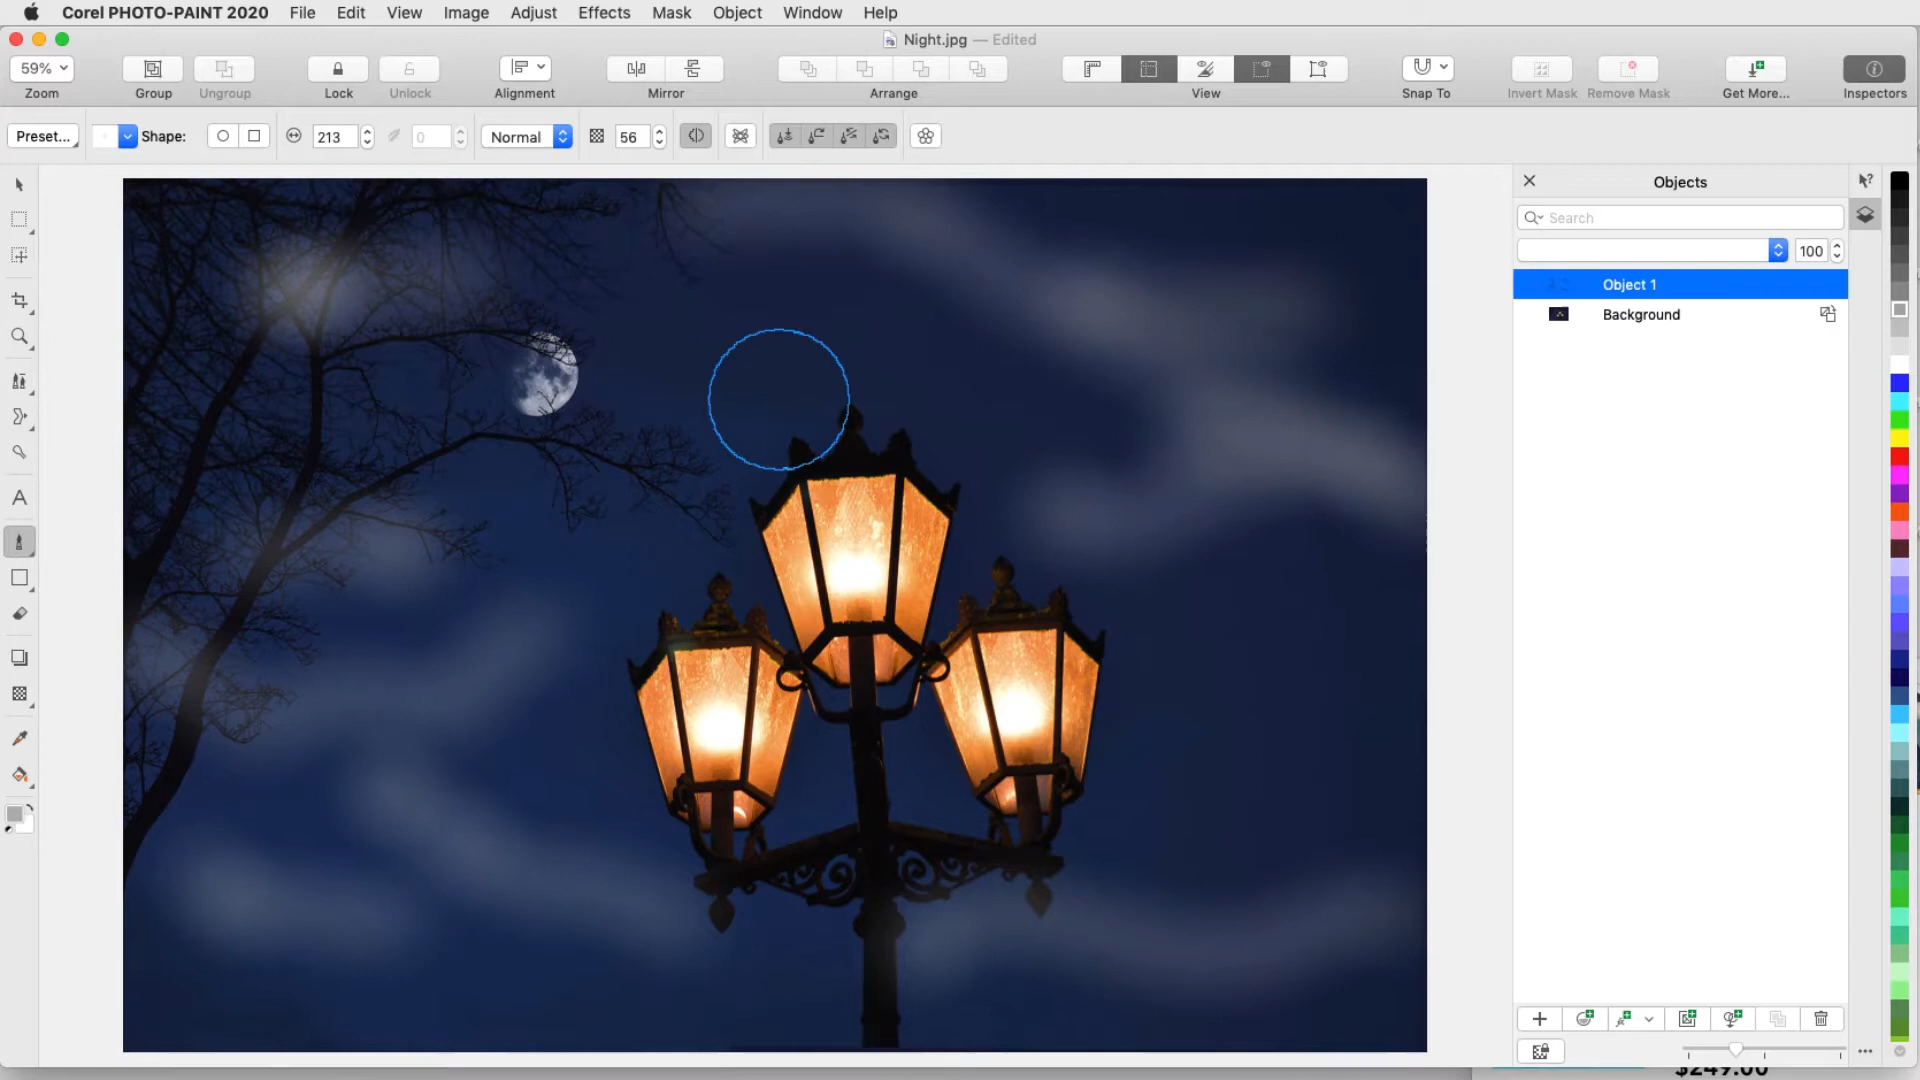 Corel PHOTO-PAINT 2020 File Edit View Image Adjust Effects Mask Object Window Help
Night.jpg — Edited
59%
Zoom Group Ungroup Lock Unlock Alignment Mirror Arrange View Snap To Invert Mask Remove Mask Get More... Inspectors
Preset... Shape: 213 0 Normal 56
Objects
Search
100
Object 1
Background
A
$249.00